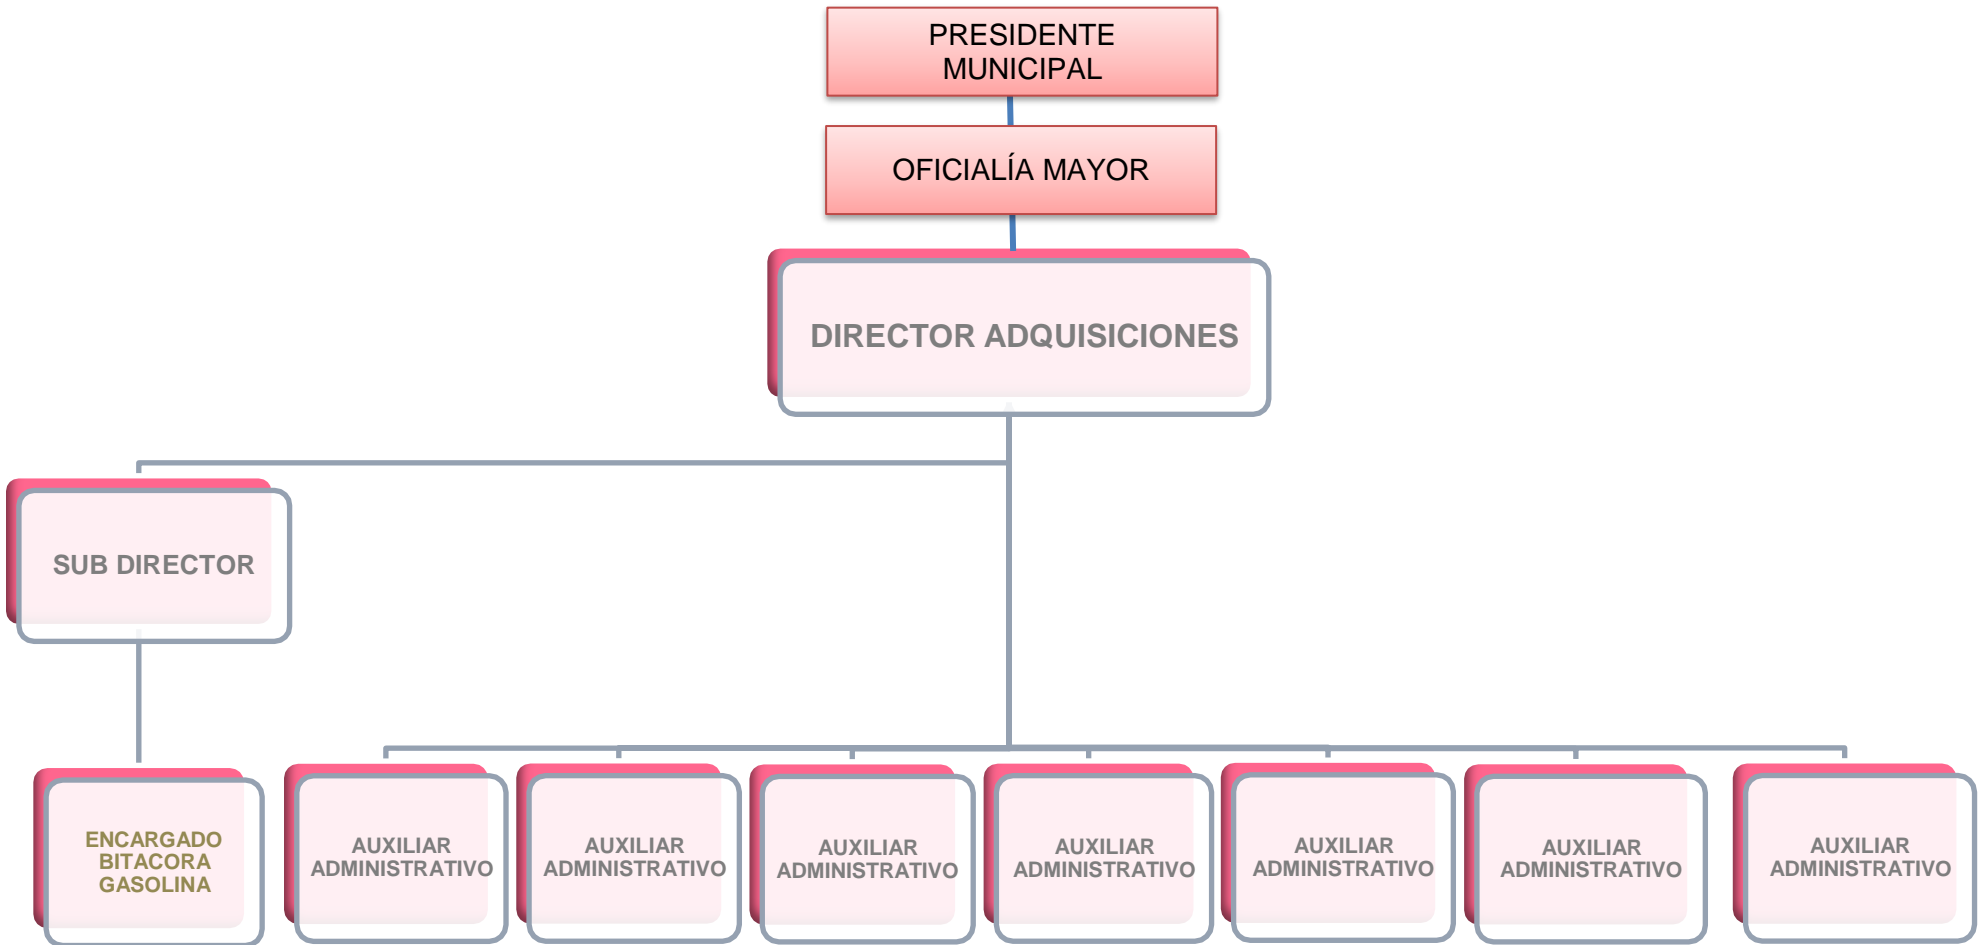 PRESIDENTE
MUNICIPAL
OFICIALÍA MAYOR
DIRECTOR ADQUISICIONES
SUB DIRECTOR
ENCARGADO
BITACORA
GASOLINA
AUXILIAR
ADMINISTRATIVO
AUXILIAR
ADMINISTRATIVO
AUXILIAR
ADMINISTRATIVO
AUXILIAR
ADMINISTRATIVO
AUXILIAR
ADMINISTRATIVO
AUXILIAR
ADMINISTRATIVO
AUXILIAR
ADMINISTRATIVO